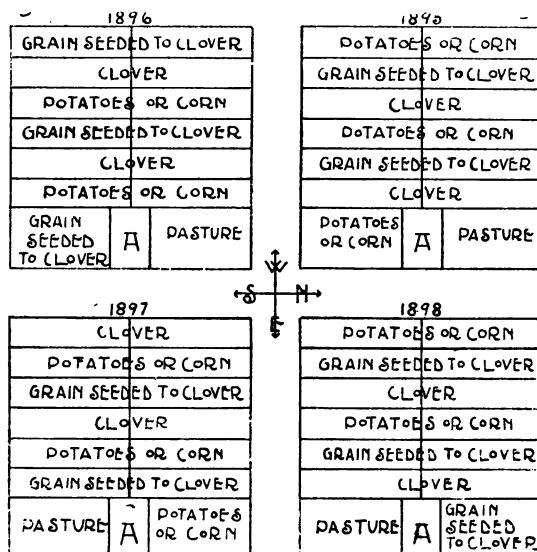 1896
GRAIN SEEDED TO CLOVER
CLOVER
POTATOES OR CORN
GRAIN SEEDED TO CLOVER
CLOVER
POTATOES OR CORN
GRAIN
SEEDED
TO CLOVER
A
PASTURE
1895
POTATOES OR CORN
GRAIN SEEDED TO CLOVER
CLOVER
POTATOES OR CORN
GRAIN SEEDED TO CLOVER
CLOVER
POTATOES
OR CORN
A
PASTURE
W
S N
E
1897
CLOVER
POTATOES OR CORN
GRAIN SEEDED TO CLOVER
CLOVER
POTATOES OR CORN
GRAIN SEEDED TO CLOVER
PASTURE
A
POTATOES
OR CORN
1898
POTATOES OR CORN
GRAIN SEEDED TO CLOVER
CLOVER
POTATOES OR CORN
GRAIN SEEDED TO CLOVER
CLOVER
PASTURE
A
GRAIN
SEEDED
TO CLOVER